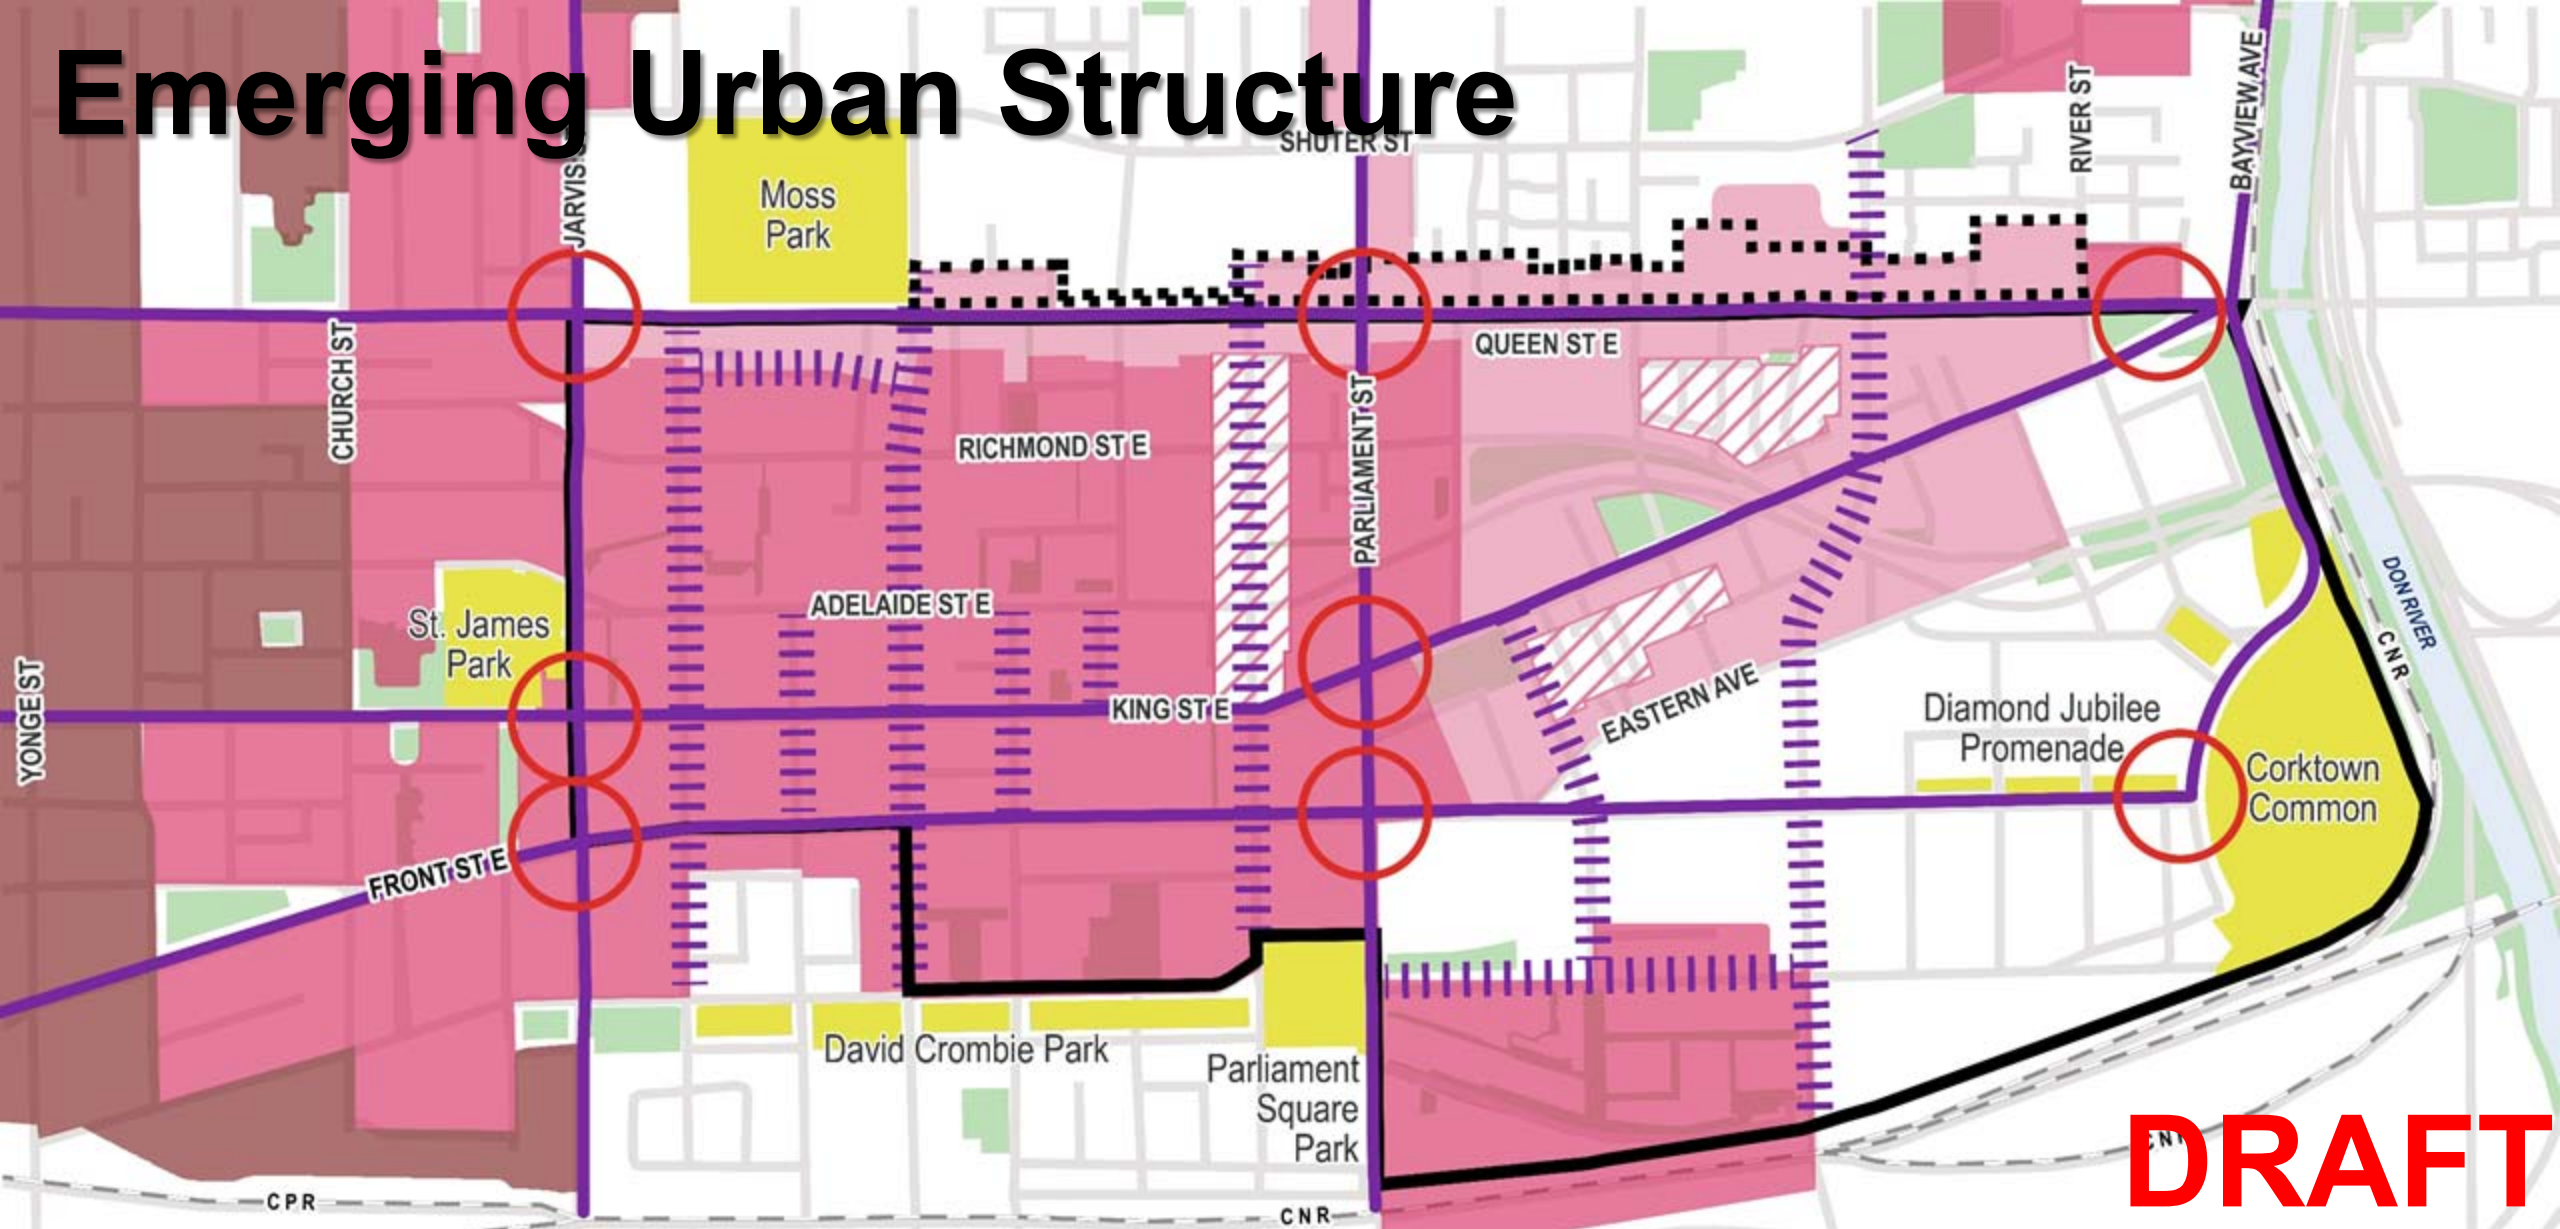 Emerging Urban Structure
SHUTER ST
RIVER ST
BAYVIEW AVE
JARVIS S
Moss
Park
CHURCH ST
QUEEN ST E
PARLIAMENT ST
RICHMOND ST E
ADELAIDE ST E
St. James
Park
DON RIVER
CNR
YONGE ST
KING ST E
EASTERN AVE
Diamond Jubilee
Promenade
Corktown
Common
FRONT ST E
David Crombie Park
Parliament
Square
Park
CPR
CNR
DRAFT